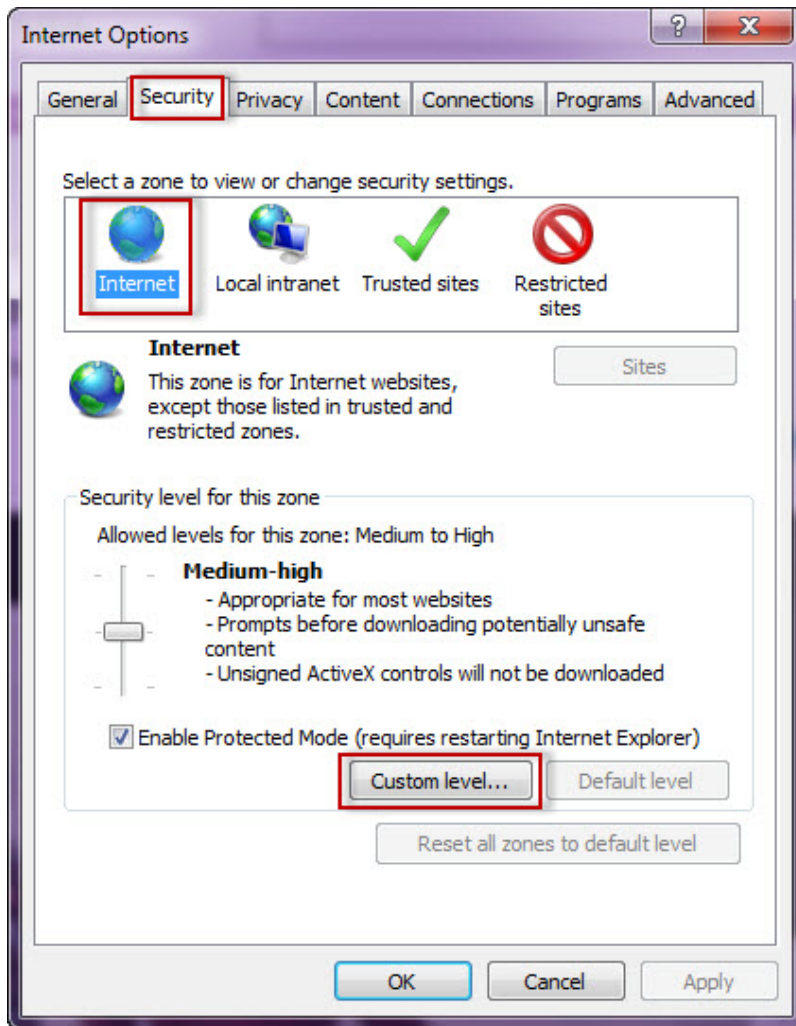 Internet Options
General Security Privacy Content Connections Programs Advanced
Select a zone to view or change security settings.
Internet Local intranet Trusted sites Restricted
sites
Internet
Sites
This zone is for Internet websites,
except those listed in trusted and
restricted zones.
Security level for this zone
Allowed levels for this zone: Medium to High
Medium-high
- Appropriate for most websites
- Prompts before downloading potentially unsafe
content
- Unsigned ActiveX controls will not be downloaded
Enable Protected Mode (requires restarting Internet Explorer)
Custom level... Default level
Reset all zones to default level
OK Cancel Apply